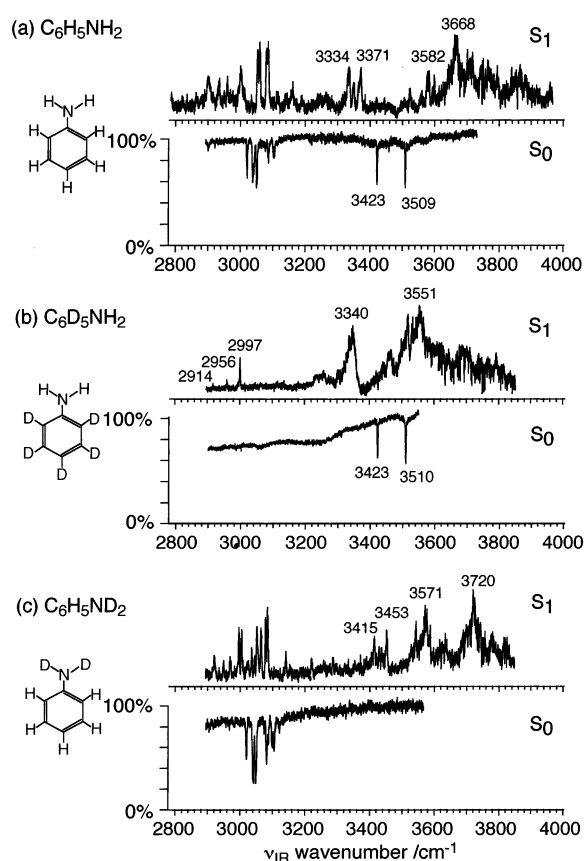 (a) C₆H₅NH₂
S₁
3334 3371 3582 3668
H N H
H H
H H
H
100%
S₀
3423 3509
0%
2800 3000 3200 3400 3600 3800 4000
(b) C₆D₅NH₂
S₁
2914 2956 2997 3340 3551
H N H
D D
D D
D
100%
S₀
3423 3510
0%
2800 3000 3200 3400 3600 3800 4000
(c) C₆H₅ND₂
S₁
3415 3453 3571 3720
D N D
H H
H H
H
100%
S₀
0%
2800 3000 3200 3400 3600 3800 4000
νIR wavenumber /cm⁻¹